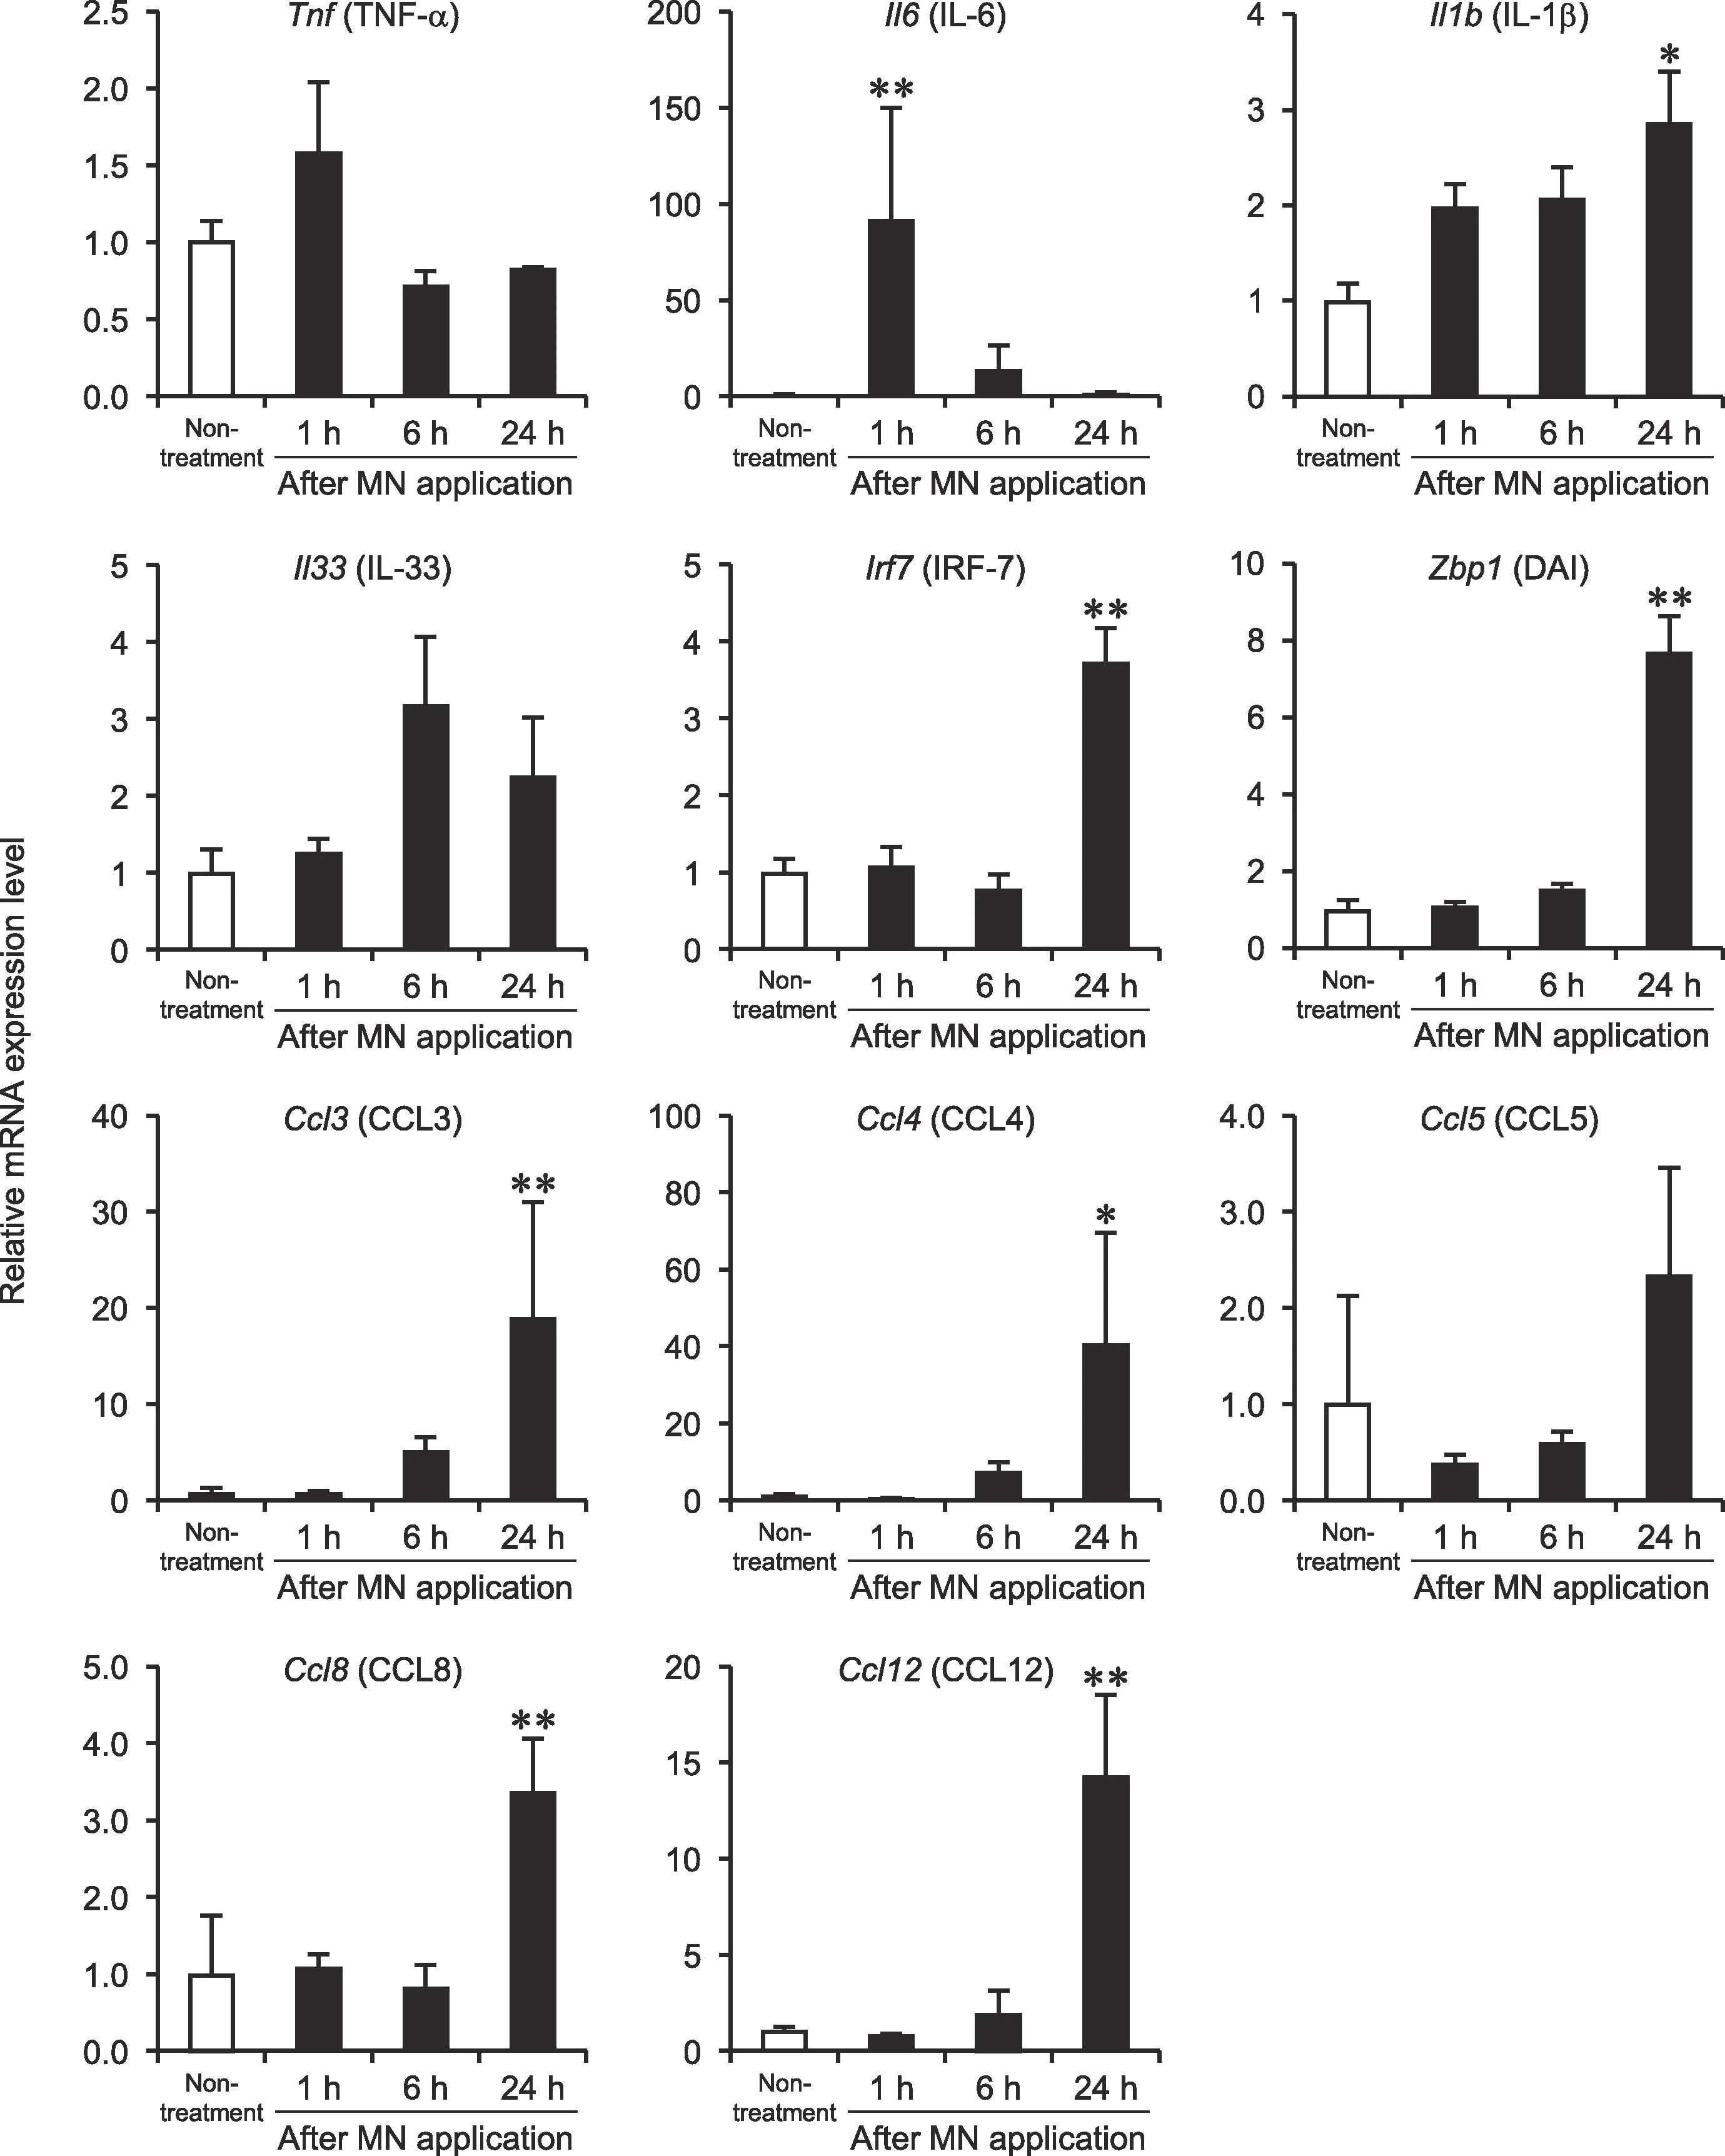 Relative mRNA expression level
Tnf (TNF-α)
2.5
2.0
1.5
1.0
0.5
0.0
Non-
treatment
1 h 6 h 24 h
After MN application
Il6 (IL-6)
200
150
100
50
0
**
Non-
treatment
1 h 6 h 24 h
After MN application
Il1b (IL-1β)
4
3
2
1
0
*
Non-
treatment
1 h 6 h 24 h
After MN application
Il33 (IL-33)
5
4
3
2
1
0
Non-
treatment
1 h 6 h 24 h
After MN application
Irf7 (IRF-7)
5
4
3
2
1
0
**
Non-
treatment
1 h 6 h 24 h
After MN application
Zbp1 (DAI)
10
8
6
4
2
0
**
Non-
treatment
1 h 6 h 24 h
After MN application
Ccl3 (CCL3)
40
30
20
10
0
**
Non-
treatment
1 h 6 h 24 h
After MN application
Ccl4 (CCL4)
100
80
60
40
20
0
*
Non-
treatment
1 h 6 h 24 h
After MN application
Ccl5 (CCL5)
4.0
3.0
2.0
1.0
0.0
Non-
treatment
1 h 6 h 24 h
After MN application
Ccl8 (CCL8)
5.0
4.0
3.0
2.0
1.0
0.0
**
Non-
treatment
1 h 6 h 24 h
After MN application
Ccl12 (CCL12)
20
15
10
5
0
**
Non-
treatment
1 h 6 h 24 h
After MN application